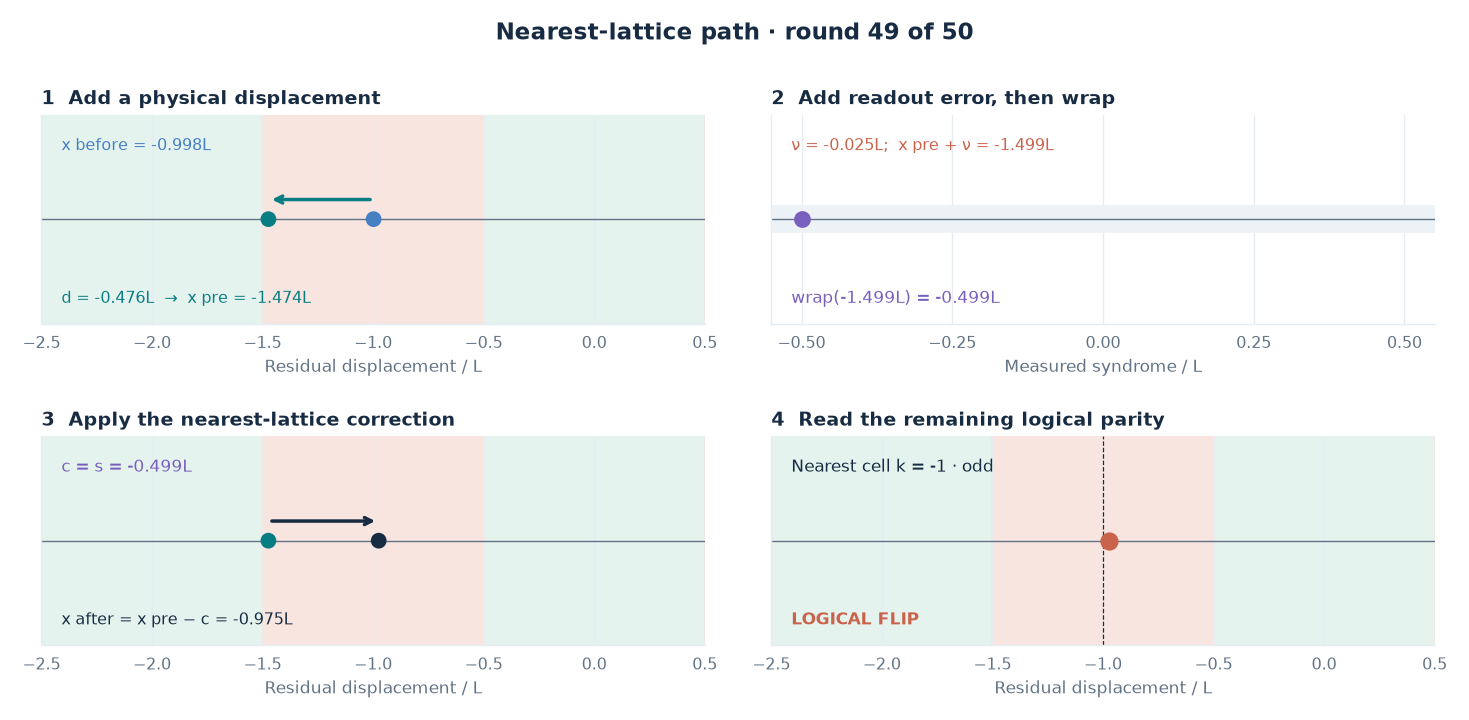 Nearest-lattice path · round 49 of 50
1 Add a physical displacement
x before = -0.998L
d = -0.476L → x pre = -1.474L
−2.5 −2.0 −1.5 −1.0 −0.5 0.0 0.5
Residual displacement / L
2 Add readout error, then wrap
ν = -0.025L; x pre + ν = -1.499L
wrap(-1.499L) = -0.499L
−0.50 −0.25 0.00 0.25 0.50
Measured syndrome / L
3 Apply the nearest-lattice correction
c = s = -0.499L
x after = x pre − c = -0.975L
−2.5 −2.0 −1.5 −1.0 −0.5 0.0 0.5
Residual displacement / L
4 Read the remaining logical parity
Nearest cell k = -1 · odd
LOGICAL FLIP
−2.5 −2.0 −1.5 −1.0 −0.5 0.0 0.5
Residual displacement / L